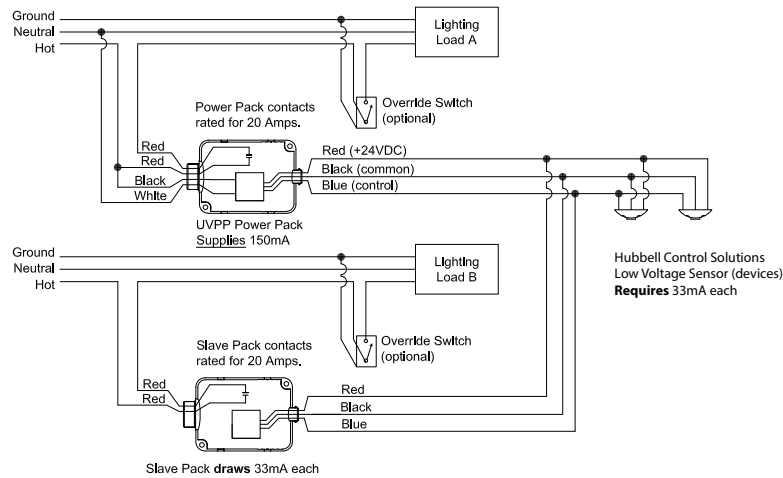 Ground
Neutral
Hot
Lighting
Load A
Override Switch
(optional)
Power Pack contacts
rated for 20 Amps.
Red
Red
Black
White
Red (+24VDC)
Black (common)
Blue (control)
UVPP Power Pack
Supplies 150mA
Ground
Neutral
Hot
Lighting
Load B
Hubbell Control Solutions
Low Voltage Sensor (devices)
Requires 33mA each
Override Switch
(optional)
Slave Pack contacts
rated for 20 Amps.
Red
Red
Red
Black
Blue
Slave Pack draws 33mA each